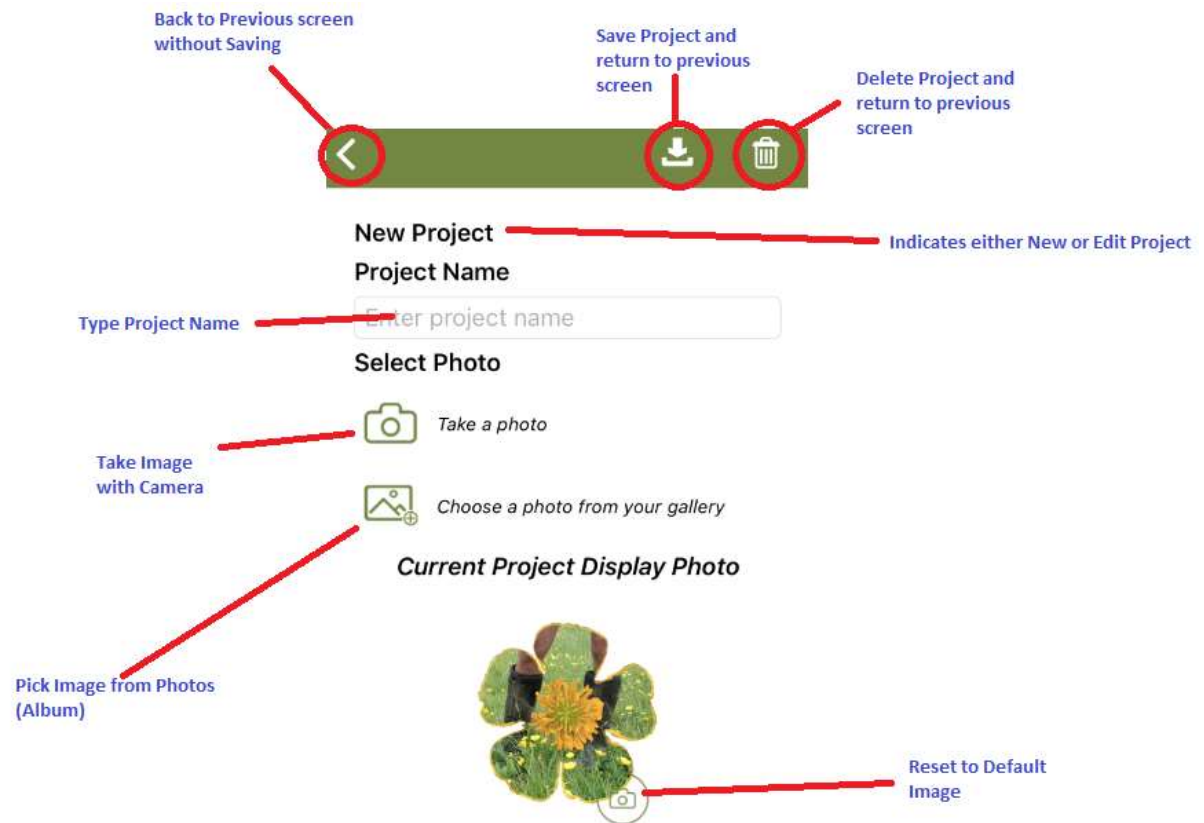 Back to Previous screen
without Saving
Save Project and
return to previous
screen
Delete Project and
return to previous
screen
New Project
Indicates either New or Edit Project
Project Name
Type Project Name
Enter project name
Select Photo
Take a photo
Take Image
with Camera
Choose a photo from your gallery
Current Project Display Photo
Pick Image from Photos
(Album)
Reset to Default
Image